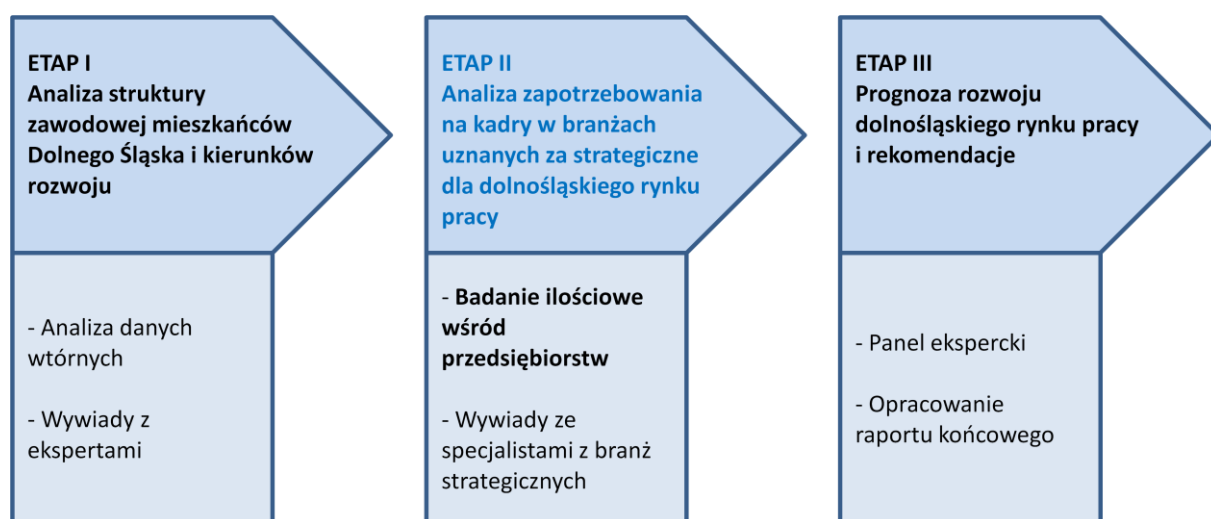 ETAP I
Analiza struktury
zawodowej mieszkańców
Dolnego Śląska i kierunków
rozwoju
- Analiza danych
wtórnych
- Wywiady z
ekspertami
ETAP II
Analiza zapotrzebowania
na kadry w branżach
uznanych za strategiczne
dla dolnośląskiego rynku
pracy
- Badanie ilościowe
wśród
przedsiębiorstw
- Wywiady ze
specjalistami z branż
strategicznych
ETAP III
Prognoza rozwoju
dolnośląskiego rynku pracy
i rekomendacje
- Panel ekspercki
- Opracowanie
raportu końcowego